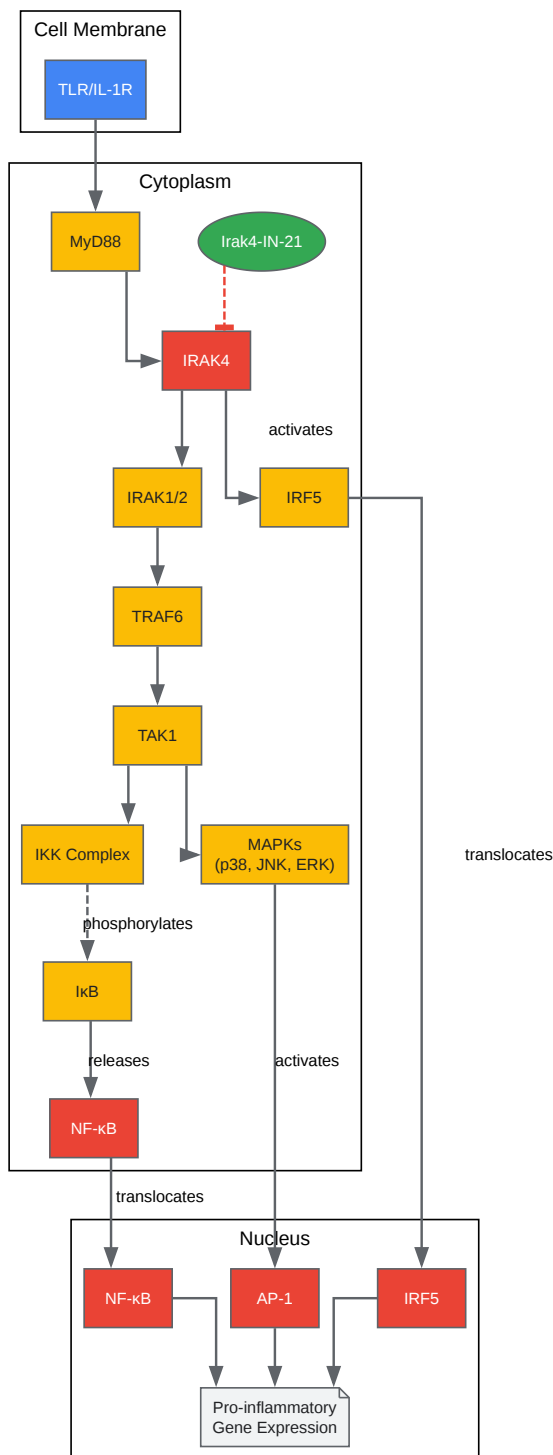 Cell Membrane
TLR/IL-1R
Cytoplasm
MyD88
Irak4-IN-21
IRAK4
activates
IRAK1/2
IRF5
TRAF6
TAK1
IKK Complex
MAPKs
(p38, JNK, ERK)
translocates
phosphorylates
IκB
releases
activates
NF-κB
translocates
Nucleus
NF-κB
AP-1
IRF5
Pro-inflammatory
Gene Expression